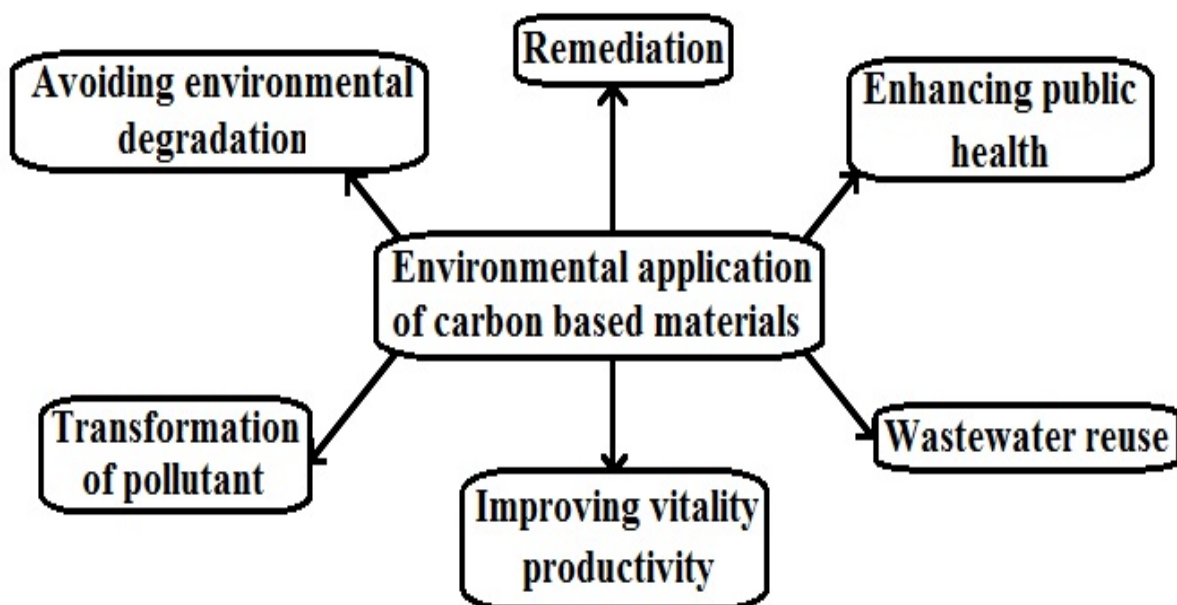 Remediation
Avoiding environmental
degradation
Enhancing public
health
Environmental application
of carbon based materials
Transformation
of pollutant
Wastewater reuse
Improving vitality
productivity